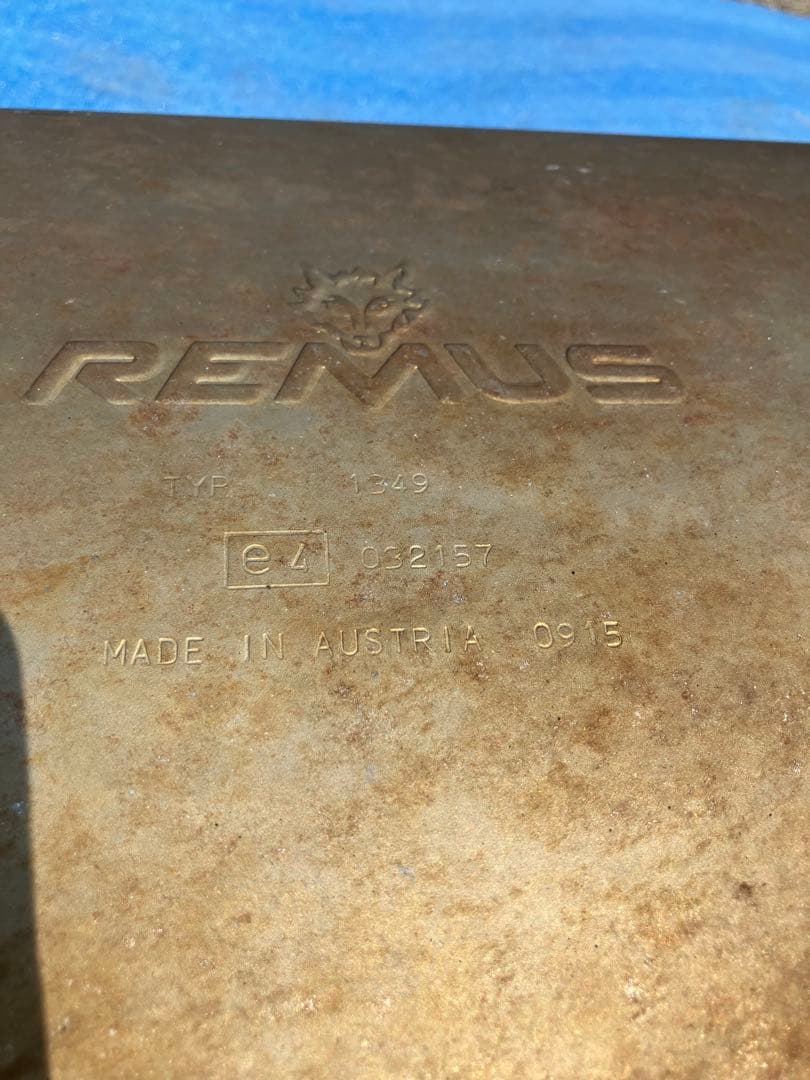 REMUS
TYP 1349
e4 032157
MADE IN AUSTRIA 0915